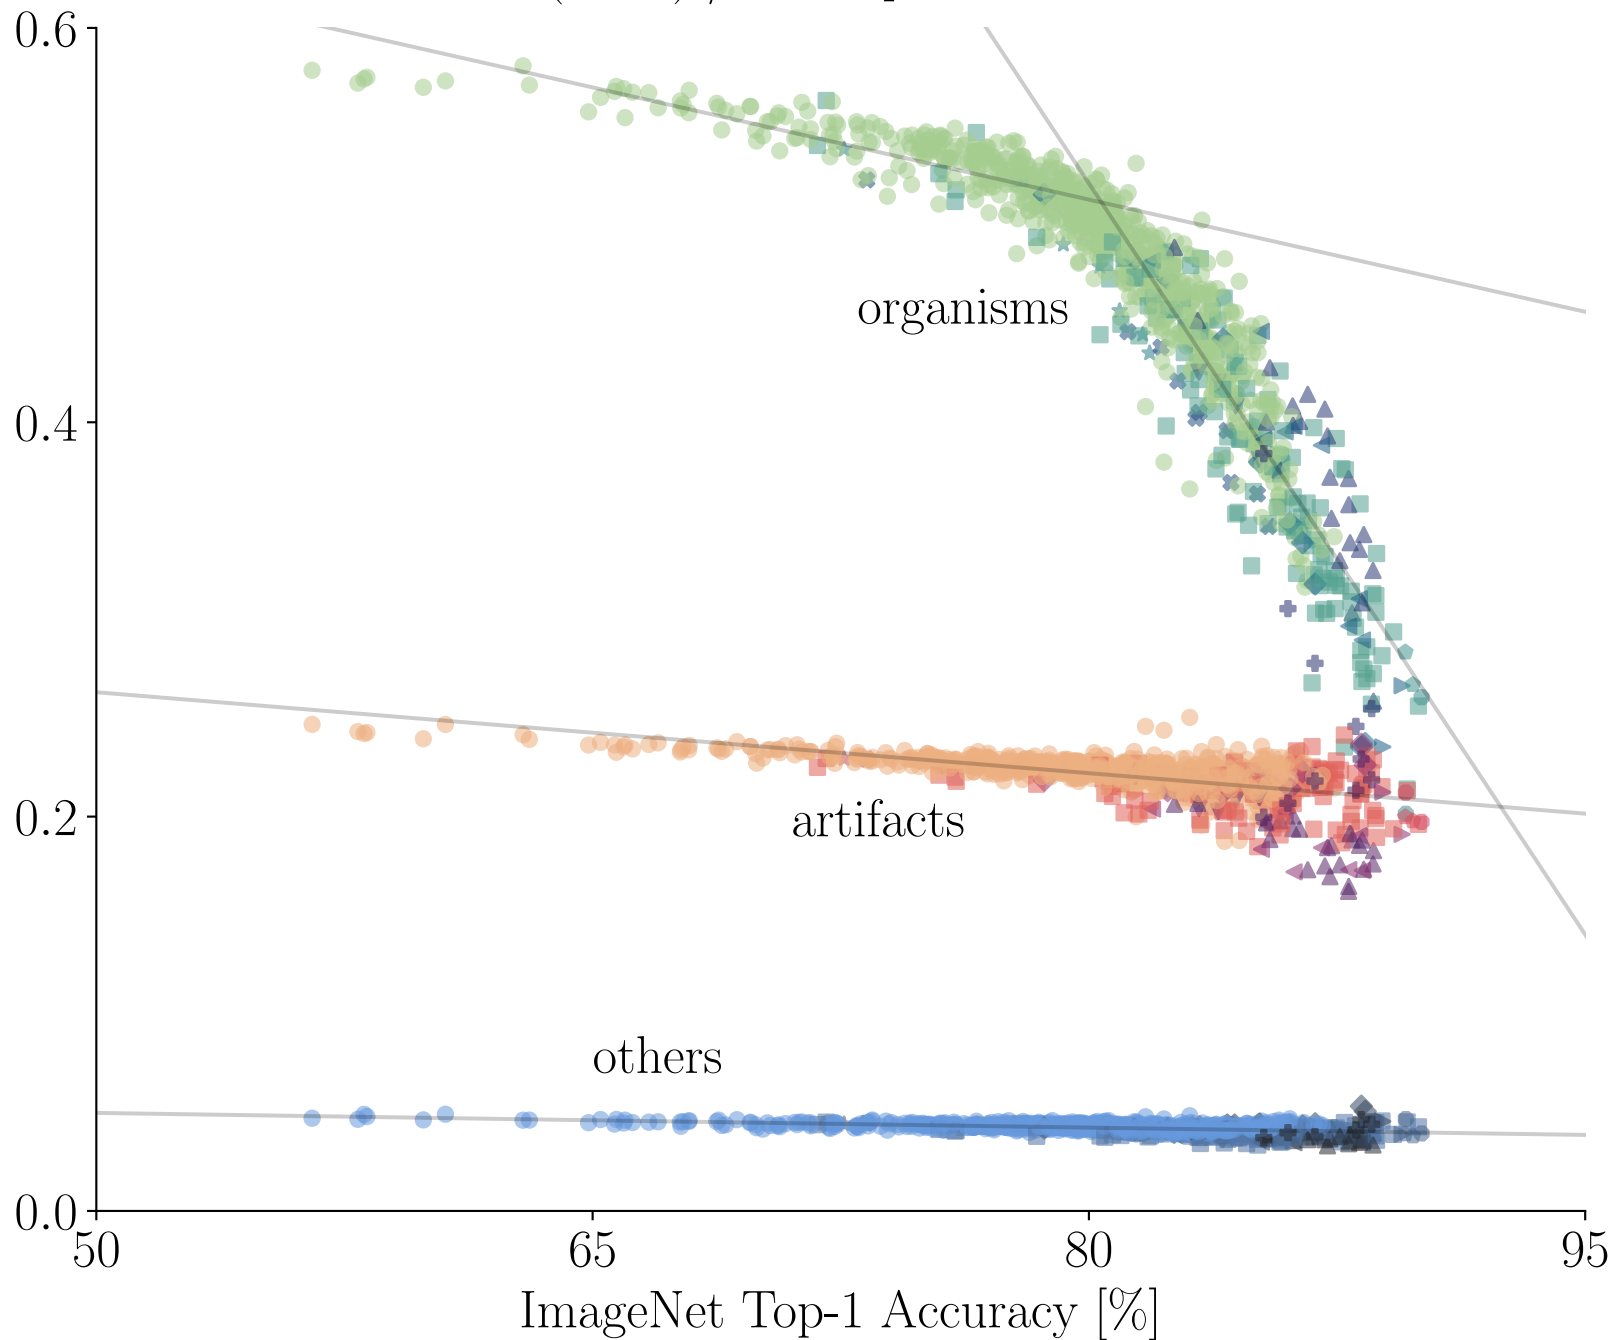 0.6
organisms
0.4
0.2
artifacts
others
0.0
50 65 80 95
ImageNet Top-1 Accuracy [%]